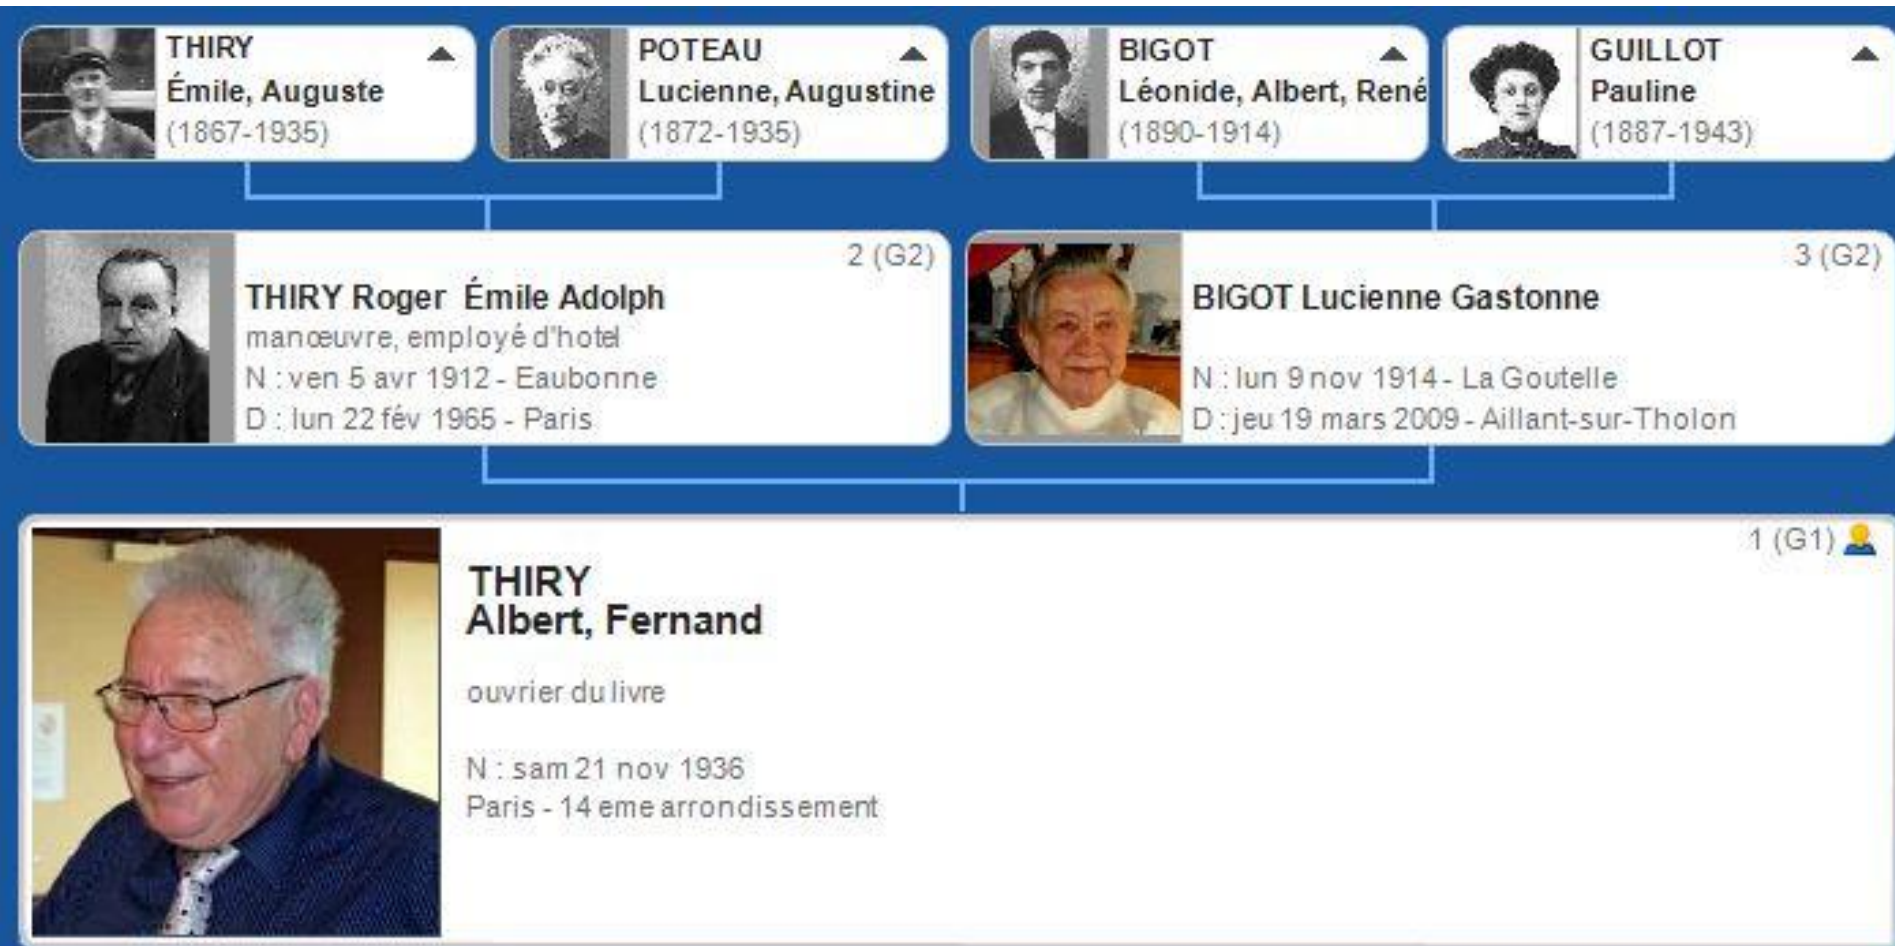 THIRY
Émile, Auguste
(1867-1935)
POTEAU
Lucienne, Augustine
(1872-1935)
BIGOT
Léonide, Albert, René
(1890-1914)
GUILLOT
Pauline
(1887-1943)
2 (G2)
THIRY Roger Émile Adolph
manœuvre, employé d'hotel
N : ven 5 avr 1912 - Eaubonne
D : lun 22 fév 1965 - Paris
3 (G2)
BIGOT Lucienne Gastonne
N : lun 9 nov 1914 - La Goutelle
D : jeu 19 mars 2009 - Aillant-sur-Tholon
1 (G1)
THIRY
Albert, Fernand
ouvrier du livre
N : sam 21 nov 1936
Paris - 14 eme arrondissement